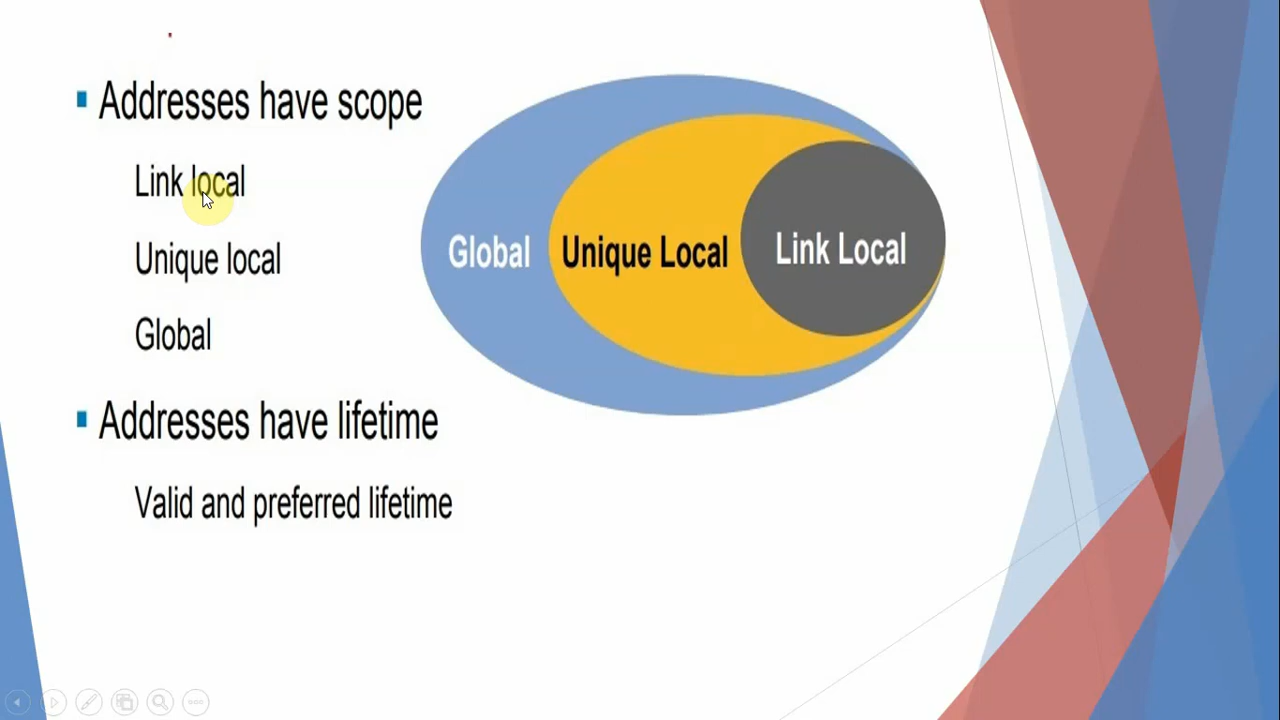 Addresses have scope
Link local
Unique local
Global
Addresses have lifetime
Valid and preferred lifetime
Global
Unique Local
Link Local